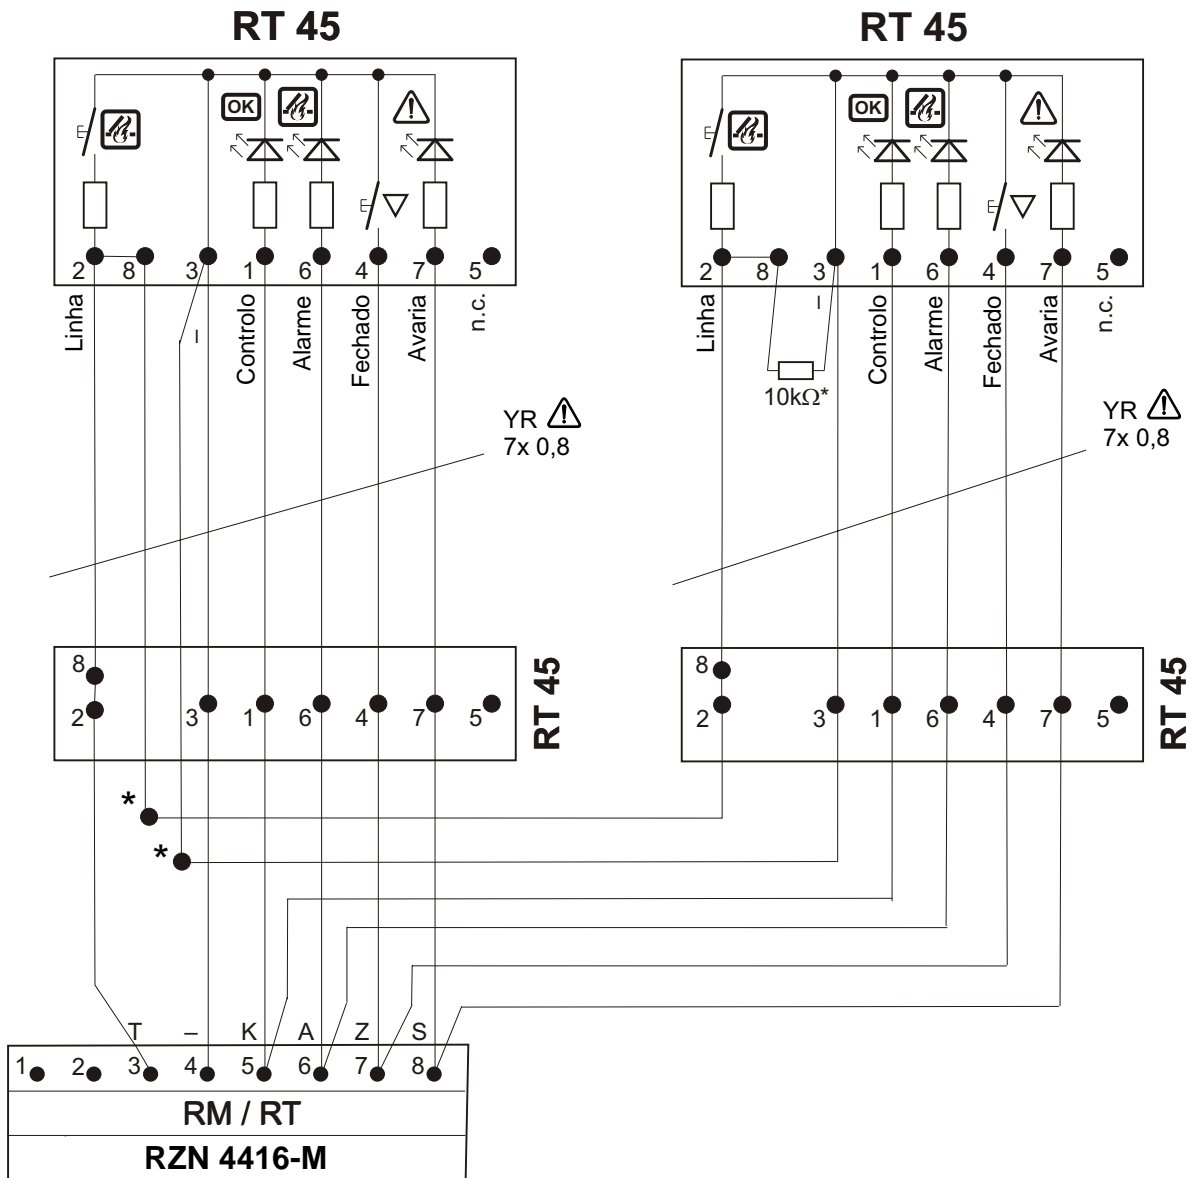 RT 45
RT 45
OK
OK
2 8 3 1 6 4 7 5
2 8 3 1 6 4 7 5
Linha
–
Controlo
Alarme
Fechado
Avaria
n.c.
Linha
–
Controlo
Alarme
Fechado
Avaria
n.c.
10kΩ*
YR
7x 0,8
YR
7x 0,8
8
2 3 1 6 4 7 5
RT 45
8
2 3 1 6 4 7 5
RT 45
*
*
T – K A Z S
1 2 3 4 5 6 7 8
RM / RT
RZN 4416-M